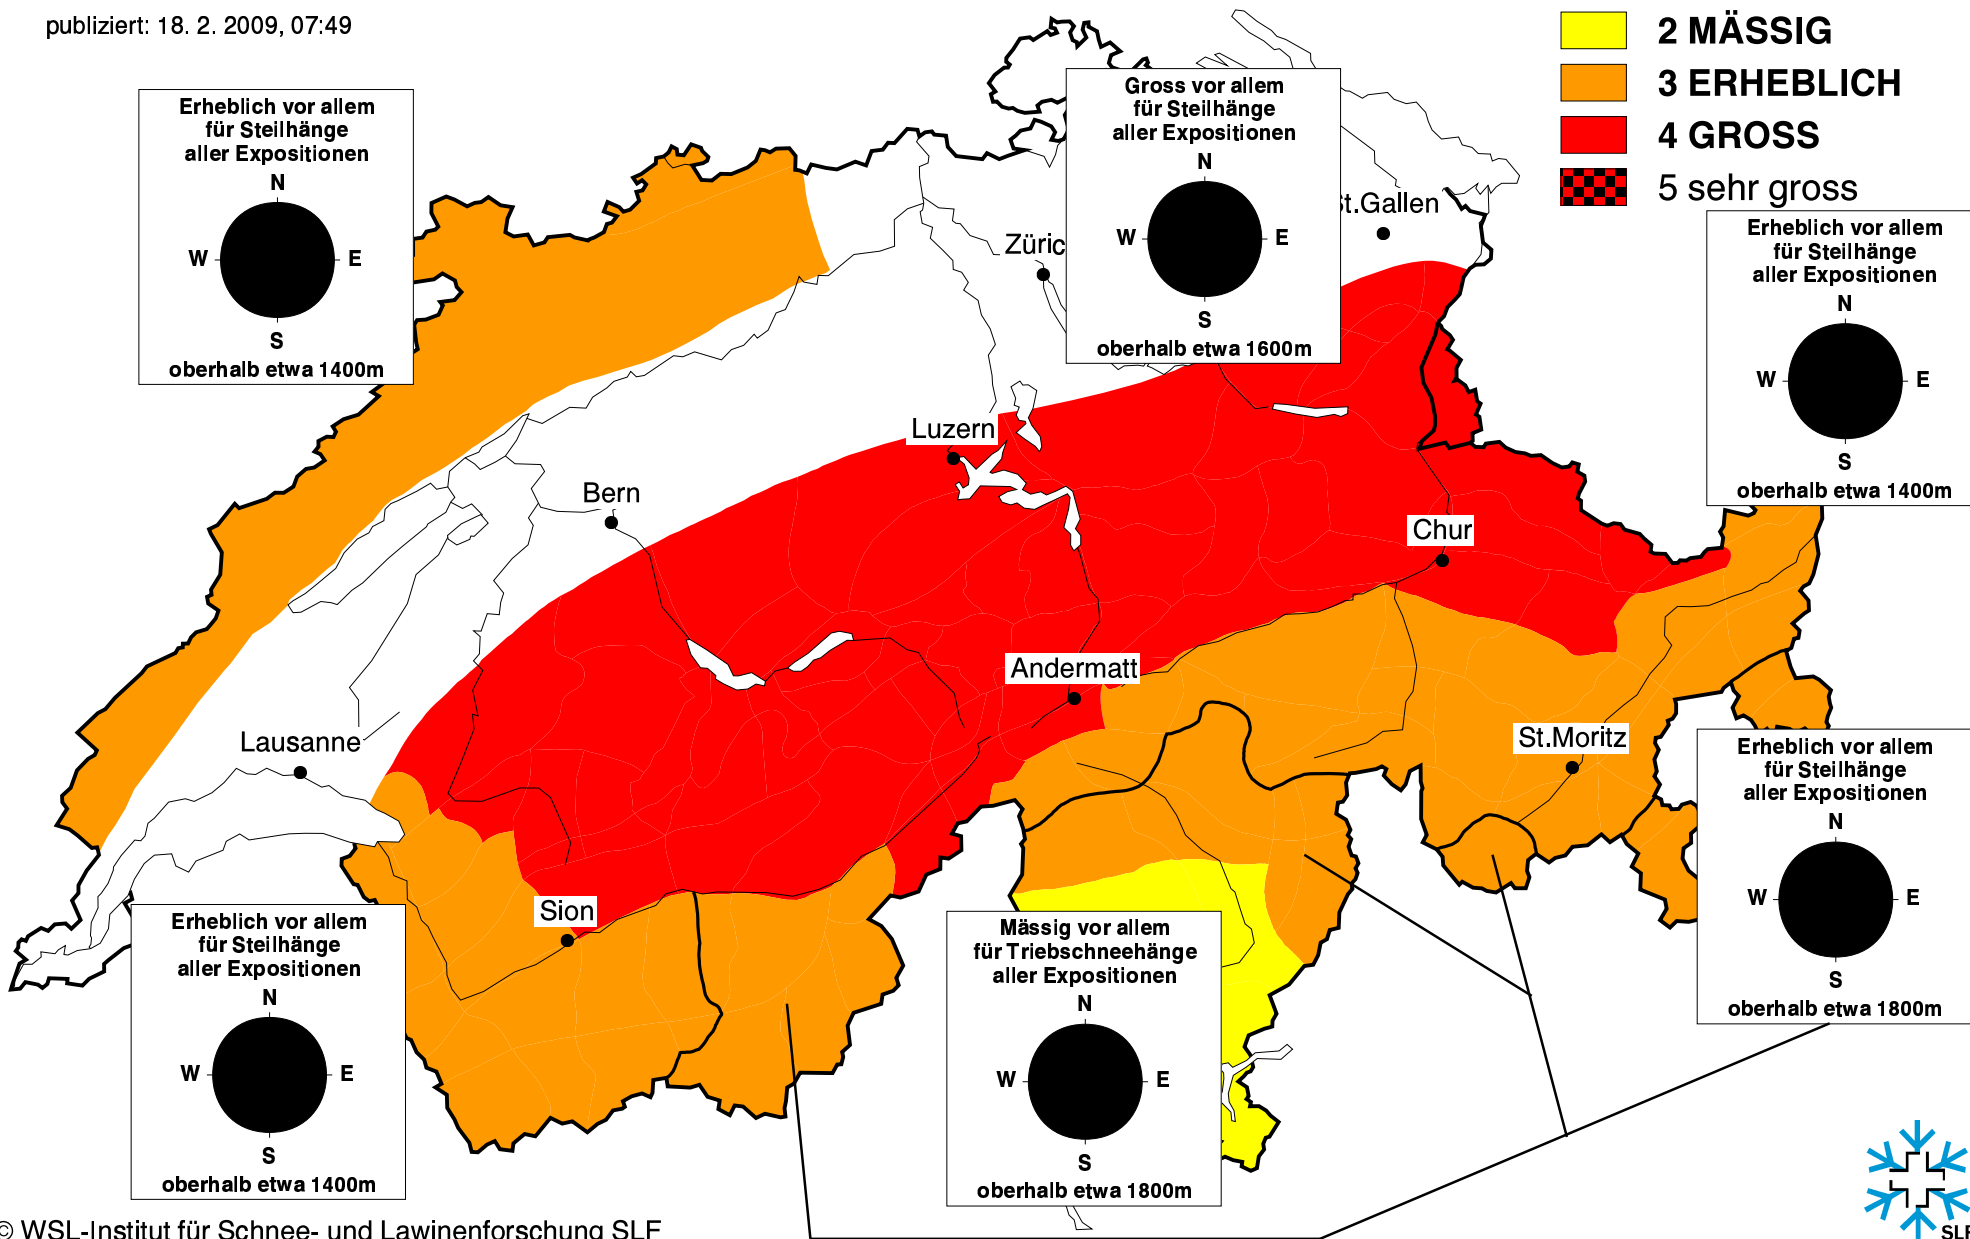 publiziert: 18. 2. 2009, 07:49
2 MÄSSIG
3 ERHEBLICH
4 GROSS
5 sehr gross
Erheblich vor allem
für Steilhänge
aller Expositionen
N
W E
S
oberhalb etwa 1400m
Gross vor allem
für Steilhänge
aller Expositionen
N
W E
S
oberhalb etwa 1600m
Erheblich vor allem
für Steilhänge
aller Expositionen
N
W E
S
oberhalb etwa 1400m
St.Gallen
Züric
Luzern
Bern
Chur
Andermatt
Lausanne
St.Moritz
Sion
Erheblich vor allem
für Steilhänge
aller Expositionen
N
W E
S
oberhalb etwa 1800m
Erheblich vor allem
für Steilhänge
aller Expositionen
N
W E
S
oberhalb etwa 1400m
Mässig vor allem
für Triebschneehänge
aller Expositionen
N
W E
S
oberhalb etwa 1800m
© WSL-Institut für Schnee- und Lawinenforschung SLF
SLF